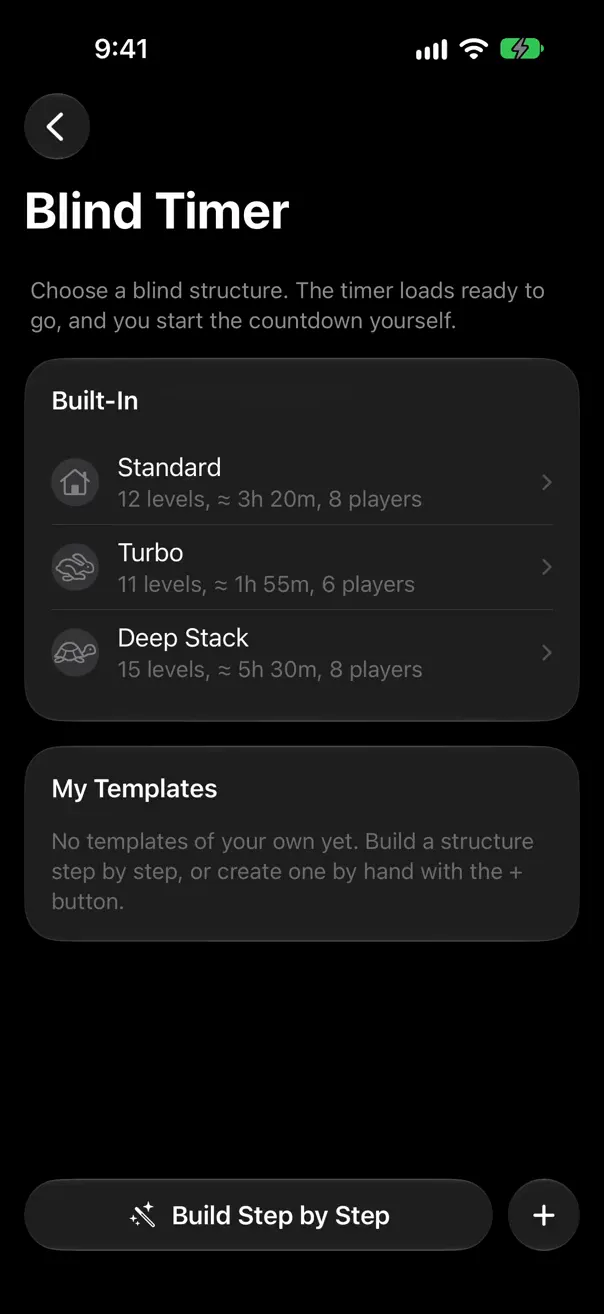 9:41
Blind Timer
Choose a blind structure. The timer loads ready to
go, and you start the countdown yourself.
Built-In
Standard
12 levels, ≈ 3h 20m, 8 players
Turbo
11 levels, ≈ 1h 55m, 6 players
Deep Stack
15 levels, ≈ 5h 30m, 8 players
My Templates
No templates of your own yet. Build a structure
step by step, or create one by hand with the +
button.
Build Step by Step
+